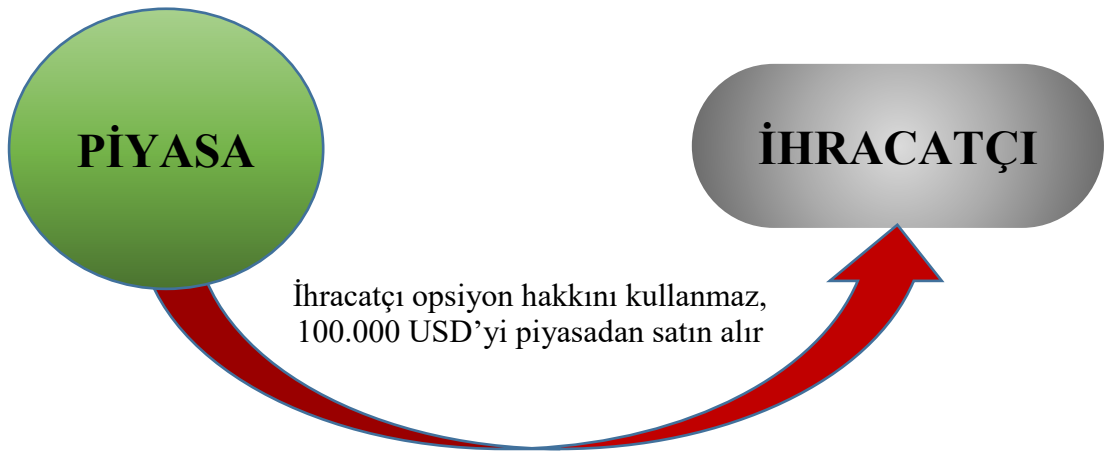 PİYASA
İHRACATÇI
İhracatçı opsiyon hakkını kullanmaz,
100.000 USD’yi piyasadan satın alır